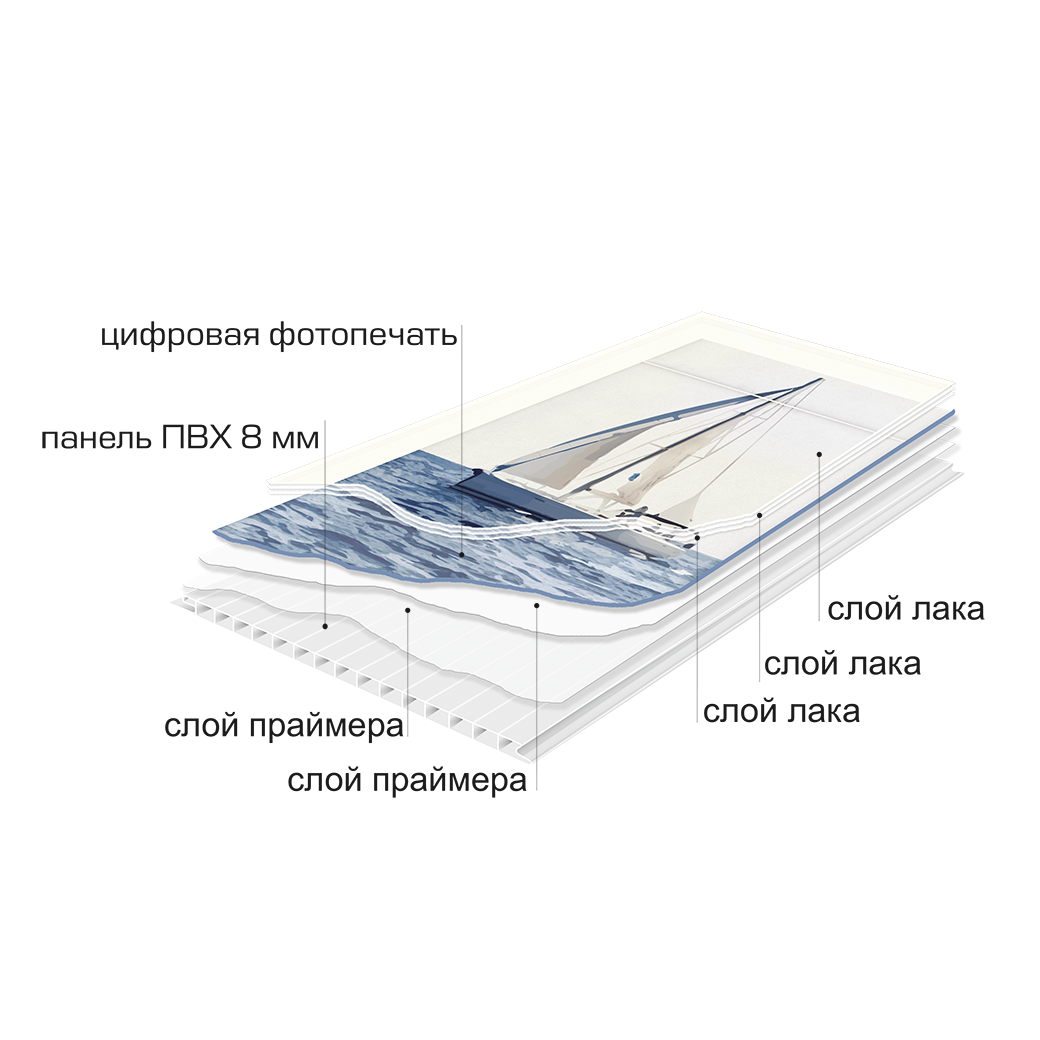 цифровая фотопечать
панель ПВХ 8 мм
слой лака
слой лака
слой лака
слой праймера
слой праймера